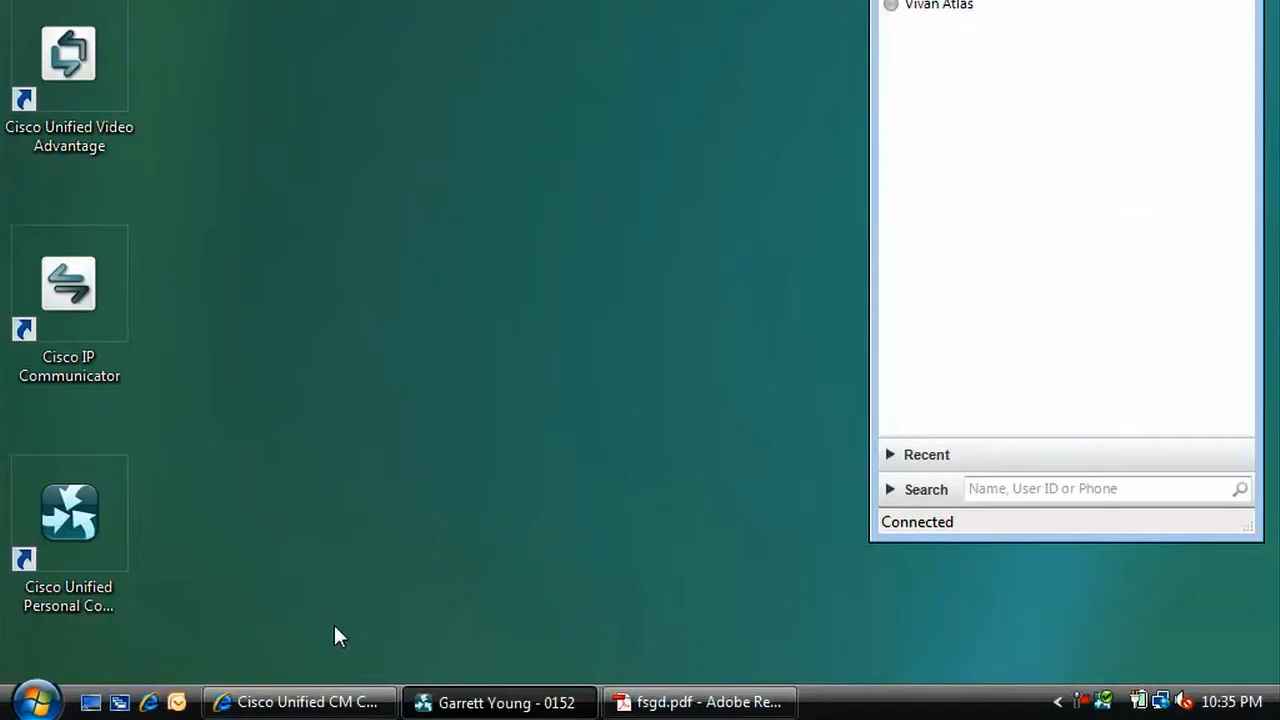 Vivan Atlas
Cisco Unified Video
Advantage
Cisco IP
Communicator
Cisco Unified
Personal Co...
Recent
Search
Name, User ID or Phone
Connected
Cisco Unified CM C...
Garrett Young - 0152
fsgd.pdf - Adobe Re...
10:35 PM